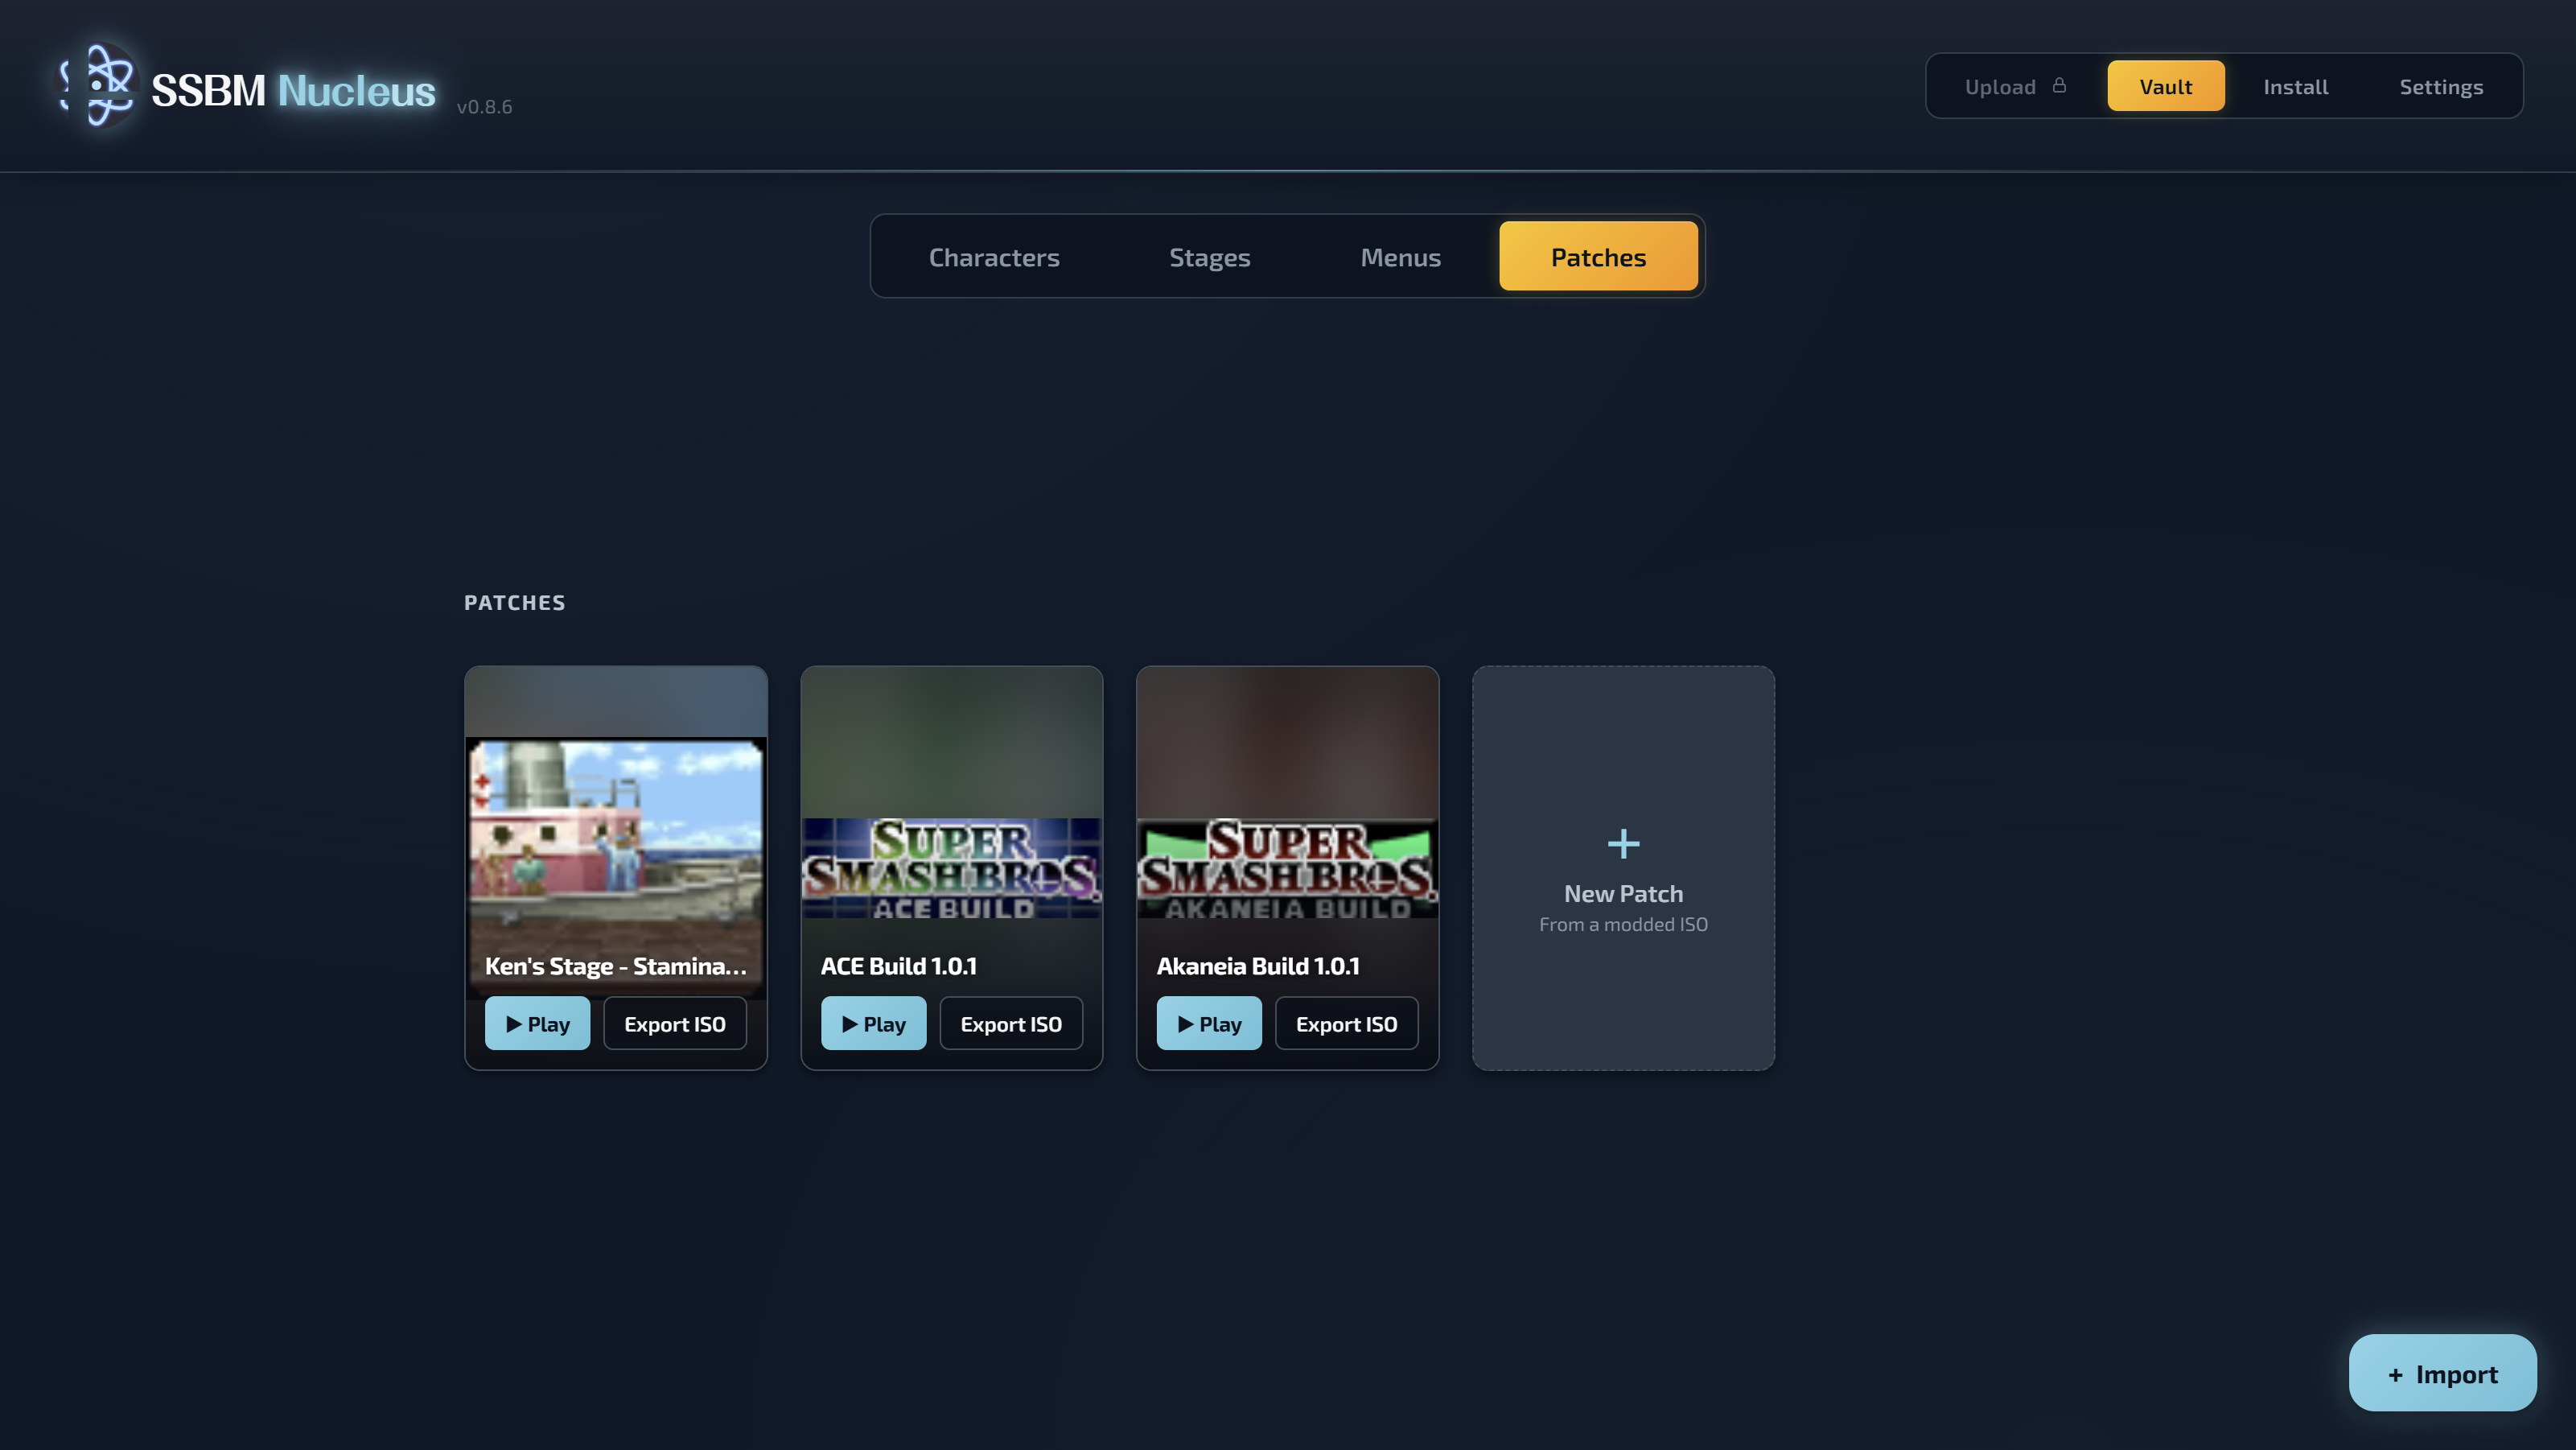 SSBM Nucleus v0.8.6
Upload Vault Install Settings
Characters Stages Menus Patches
PATCHES
SUPER
SMASH BROS.
ACE BUILD
SUPER
SMASH BROS.
AKANEIA BUILD
+
New Patch
From a modded ISO
Ken's Stage - Stamina...
ACE Build 1.0.1
Akaneia Build 1.0.1
▶ Play Export ISO
▶ Play Export ISO
▶ Play Export ISO
+ Import